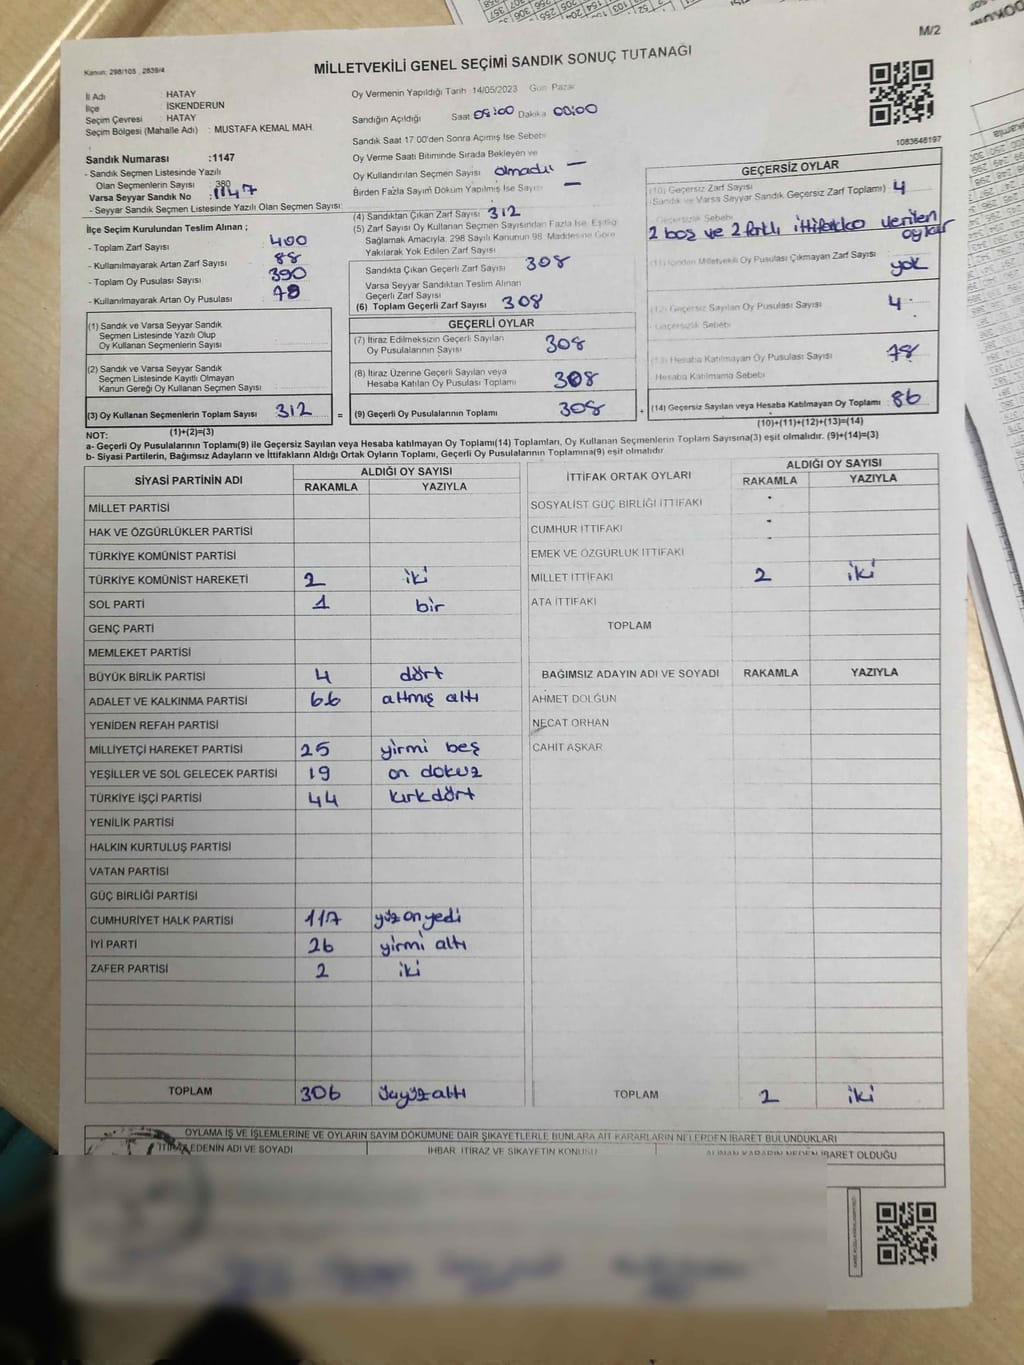 M/2
Kanun: 298/105 , 2839/4
MİLLETVEKİLİ GENEL SEÇİMİ SANDIK SONUÇ TUTANAĞI
İl Adı : HATAY
İlçe : İSKENDERUN
Seçim Çevresi : HATAY
Seçim Bölgesi (Mahalle Adı) : MUSTAFA KEMAL MAH.
Sandık Numarası :1147
- Sandık Seçmen Listesinde Yazılı
Olan Seçmenlerin Sayısı : 380
Varsa Seyyar Sandık No : 1147
- Seyyar Sandık Seçmen Listesinde Yazılı Olan Seçmen Sayısı:
İlçe Seçim Kurulundan Teslim Alınan ;
- Toplam Zarf Sayısı : 400
- Kullanılmayarak Artan Zarf Sayısı : 88
- Toplam Oy Pusulası Sayısı : 390
- Kullanılmayarak Artan Oy Pusulası : 78
(1) Sandık ve Varsa Seyyar Sandık
Seçmen Listesinde Yazılı Olup
Oy Kullanan Seçmenlerin Sayısı
(2) Sandık ve Varsa Seyyar Sandık
Seçmen Listesinde Kayıtlı Olmayan
Kanun Gereği Oy Kullanan Seçmen Sayısı
(3) Oy Kullanan Seçmenlerin Toplam Sayısı 312
(1)+(2)=(3)
Oy Vermenin Yapıldığı Tarih 14/05/2023 Gün Pazar
Sandığın Açıldığı Saat 08:00 Dakika 00:00
Sandık Saat 17:00'den Sonra Açımış İse Sebebi
Oy Verme Saati Bitiminde Sırada Bekleyen ve
Oy Kullandırılan Seçmen Sayısı olmadı —
Birden Fazla Sayım Döküm Yapılmış İse Sayısı —
(4) Sandıktan Çıkan Zarf Sayısı 312
(5) Zarf Sayısı Oy Kullanan Seçmen Sayısından Fazla İse, Eşitliği
Sağlamak Amacıyla; 298 Sayılı Kanunun 98. Maddesine Göre
Yakılarak Yok Edilen Zarf Sayısı
Sandıkta Çıkan Geçerli Zarf Sayısı 308
Varsa Seyyar Sandıktan Teslim Alınan
Geçerli Zarf Sayısı
(6) Toplam Geçerli Zarf Sayısı 308
GEÇERLİ OYLAR
(7) İtiraz Edilmeksizin Geçerli Sayılan
Oy Pusulalarının Sayısı 308
(8) İtiraz Üzerine Geçerli Sayılan veya
Hesaba Katılan Oy Pusulası Toplamı 308
= (9) Geçerli Oy Pusulalarının Toplamı 308 +
1083648197
GEÇERSİZ OYLAR
(10) Geçersiz Zarf Sayısı
(Sandık ve Varsa Seyyar Sandık Geçersiz Zarf Toplamı) 4
- Geçersizlik Sebebi
2 boş ve 2 farklı ittifakka verilen
oylar
(11) İçinden Milletvekili Oy Pusulası Çıkmayan Zarf Sayısı yok
(12) Geçersiz Sayılan Oy Pusulası Sayısı 4
- Geçersizlik Sebebi
(13) Hesaba Katılmayan Oy Pusulası Sayısı 78
Hesaba Katılmama Sebebi
(14) Geçersiz Sayılan veya Hesaba Katılmayan Oy Toplamı : 86
(10)+(11)+(12)+(13)=(14)
NOT:
a- Geçerli Oy Pusulalarının Toplamı(9) ile Geçersiz Sayılan veya Hesaba katılmayan Oy Toplamı(14) Toplamları, Oy Kullanan Seçmenlerin Toplam Sayısına(3) eşit olmalıdır. (9)+(14)=(3)
b- Siyasi Partilerin, Bağımsız Adayların ve İttifakların Aldığı Ortak Oyların Toplamı, Geçerli Oy Pusulalarının Toplamına(9) eşit olmalıdır
SİYASİ PARTİNİN ADI ALDIĞI OY SAYISI
RAKAMLA YAZIYLA
MİLLET PARTİSİ
HAK VE ÖZGÜRLÜKLER PARTİSİ
TÜRKİYE KOMÜNİST PARTİSİ
TÜRKİYE KOMÜNİST HAREKETİ 2 iki
SOL PARTİ 1 bir
GENÇ PARTİ
MEMLEKET PARTİSİ
BÜYÜK BİRLİK PARTİSİ 4 dört
ADALET VE KALKINMA PARTİSİ 66 altmış altı
YENİDEN REFAH PARTİSİ
MİLLİYETÇİ HAREKET PARTİSİ 25 yirmi beş
YEŞİLLER VE SOL GELECEK PARTİSİ 19 on dokuz
TÜRKİYE İŞÇİ PARTİSİ 44 kırk dört
YENİLİK PARTİSİ
HALKIN KURTULUŞ PARTİSİ
VATAN PARTİSİ
GÜÇ BİRLİĞİ PARTİSİ
CUMHURİYET HALK PARTİSİ 117 yüz on yedi
İYİ PARTİ 26 yirmi altı
ZAFER PARTİSİ 2 iki
TOPLAM 306 üçyüz altı
İTTİFAK ORTAK OYLARI ALDIĞI OY SAYISI
RAKAMLA YAZIYLA
SOSYALİST GÜÇ BİRLİĞİ İTTİFAKI
CUMHUR İTTİFAKI
EMEK VE ÖZGÜRLÜK İTTİFAKI
MİLLET İTTİFAKI 2 iki
ATA İTTİFAKI
TOPLAM
BAĞIMSIZ ADAYIN ADI VE SOYADI RAKAMLA YAZIYLA
AHMET DOLĞUN
NECAT ORHAN
CAHİT AŞKAR
TOPLAM 2 iki
OYLAMA İŞ VE İŞLEMLERİNE VE OYLARIN SAYIM DÖKÜMÜNE DAİR ŞİKAYETLERLE BUNLARA AİT KARARLARIN NELERDEN İBARET BULUNDUKLARI
İTİRAZ EDENİN ADI VE SOYADI İHBAR, İTİRAZ VE ŞİKAYETİN KONUSU ALINAN KARARIN NEDEN İBARET OLDUĞU